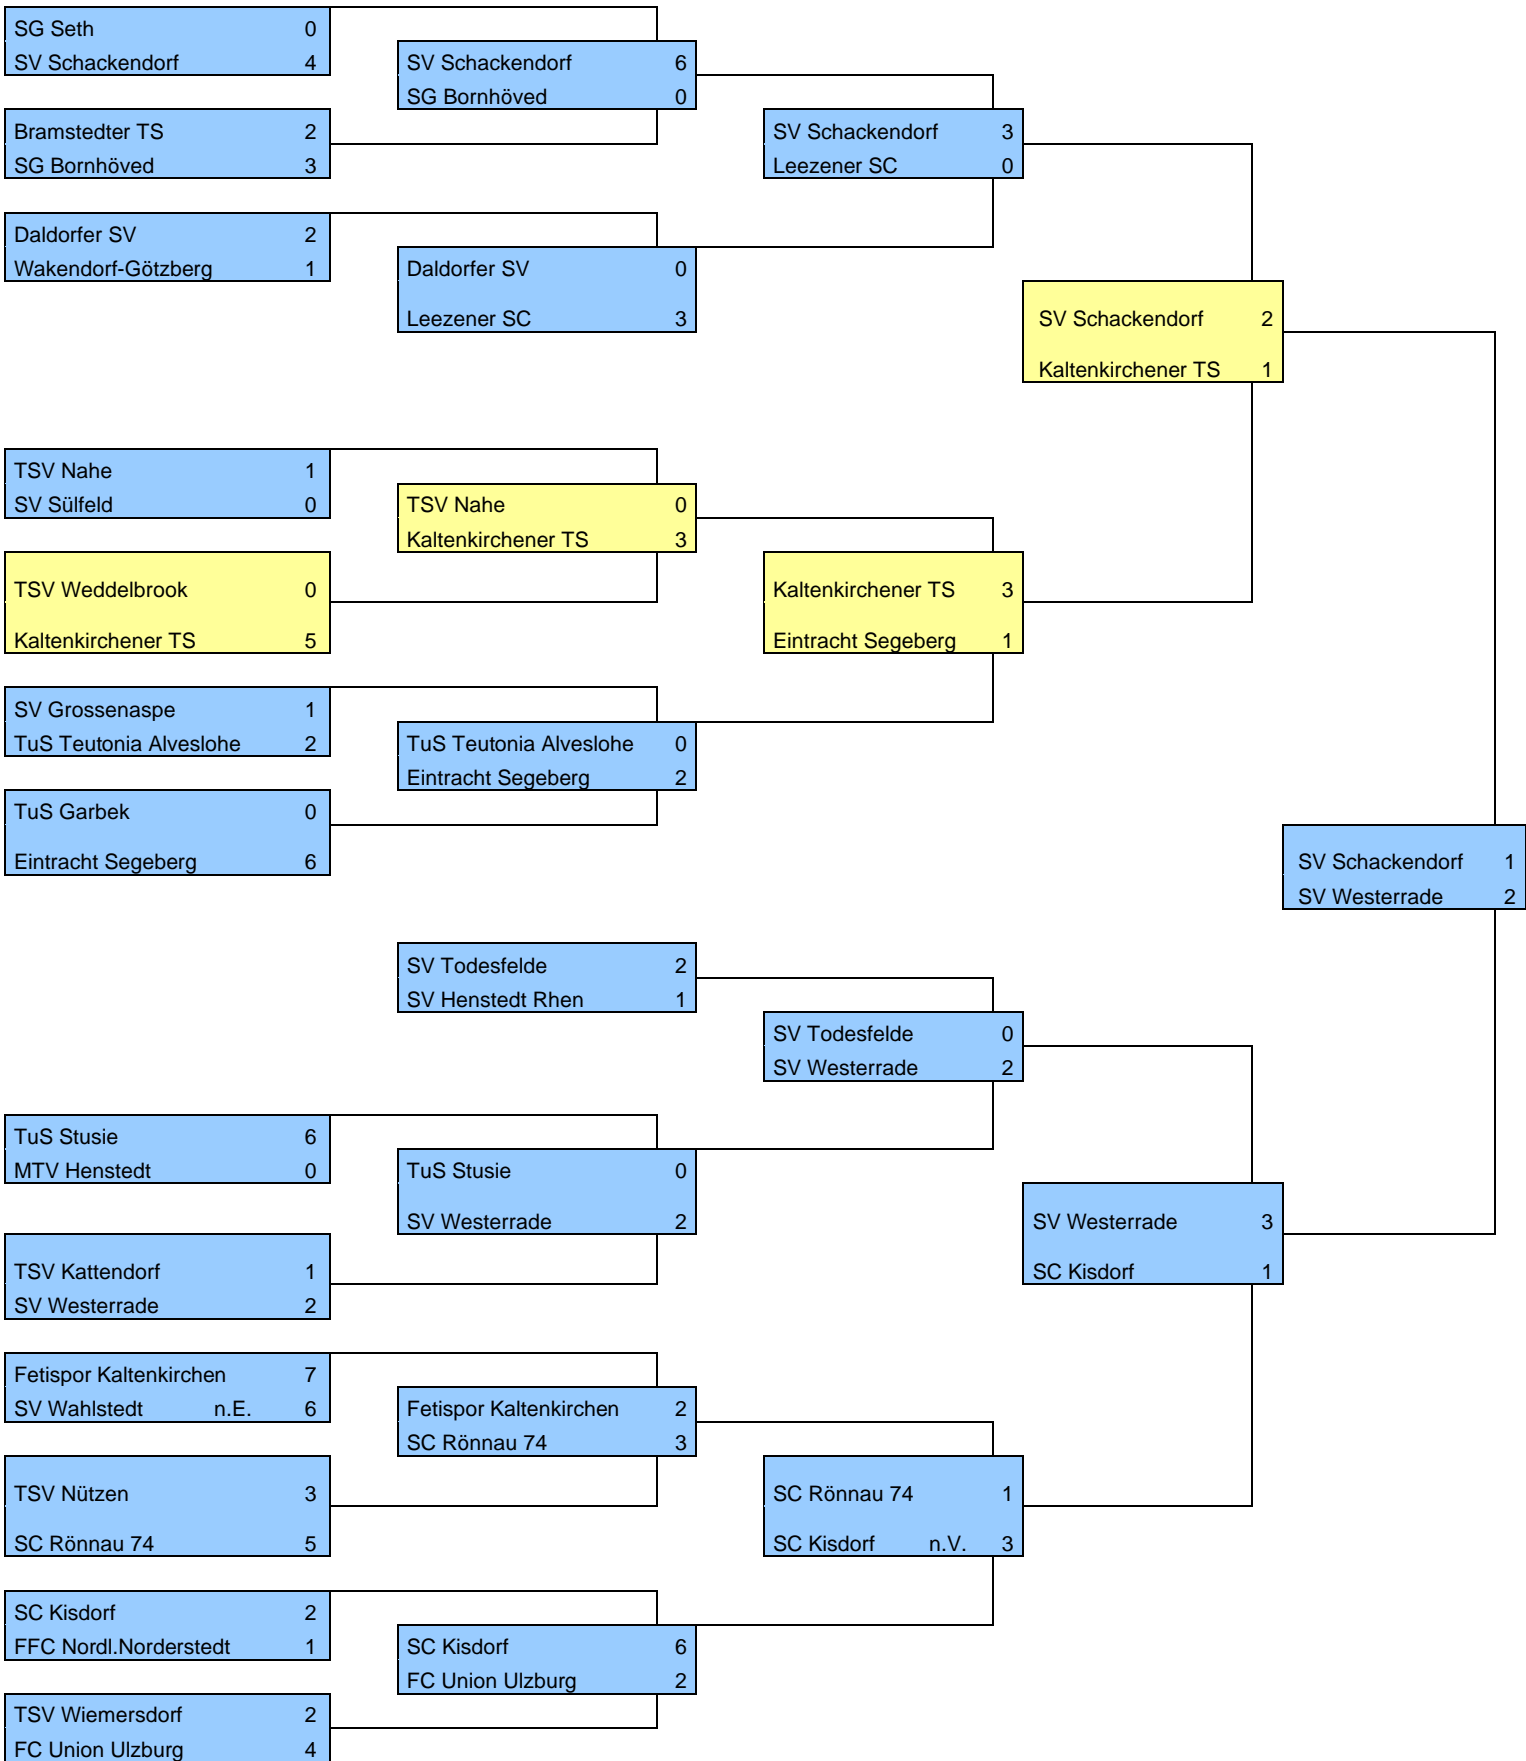 SG Seth 0
SV Schackendorf 4
SV Schackendorf 6
SG Bornhöved 0
Bramstedter TS 2
SG Bornhöved 3
SV Schackendorf 3
Leezener SC 0
Daldorfer SV 2
Wakendorf-Götzberg 1
Daldorfer SV 0
Leezener SC 3
SV Schackendorf 2
Kaltenkirchener TS 1
TSV Nahe 1
SV Sülfeld 0
TSV Nahe 0
Kaltenkirchener TS 3
TSV Weddelbrook 0
Kaltenkirchener TS 5
Kaltenkirchener TS 3
Eintracht Segeberg 1
SV Grossenaspe 1
TuS Teutonia Alveslohe 2
TuS Teutonia Alveslohe 0
Eintracht Segeberg 2
TuS Garbek 0
Eintracht Segeberg 6
SV Schackendorf 1
SV Westerrade 2
SV Todesfelde 2
SV Henstedt Rhen 1
SV Todesfelde 0
SV Westerrade 2
TuS Stusie 6
MTV Henstedt 0
TuS Stusie 0
SV Westerrade 2
SV Westerrade 3
SC Kisdorf 1
TSV Kattendorf 1
SV Westerrade 2
Fetispor Kaltenkirchen 7
SV Wahlstedt n.E. 6
Fetispor Kaltenkirchen 2
SC Rönnau 74 3
TSV Nützen 3
SC Rönnau 74 5
SC Rönnau 74 1
SC Kisdorf n.V. 3
SC Kisdorf 2
FFC Nordl.Norderstedt 1
SC Kisdorf 6
FC Union Ulzburg 2
TSV Wiemersdorf 2
FC Union Ulzburg 4